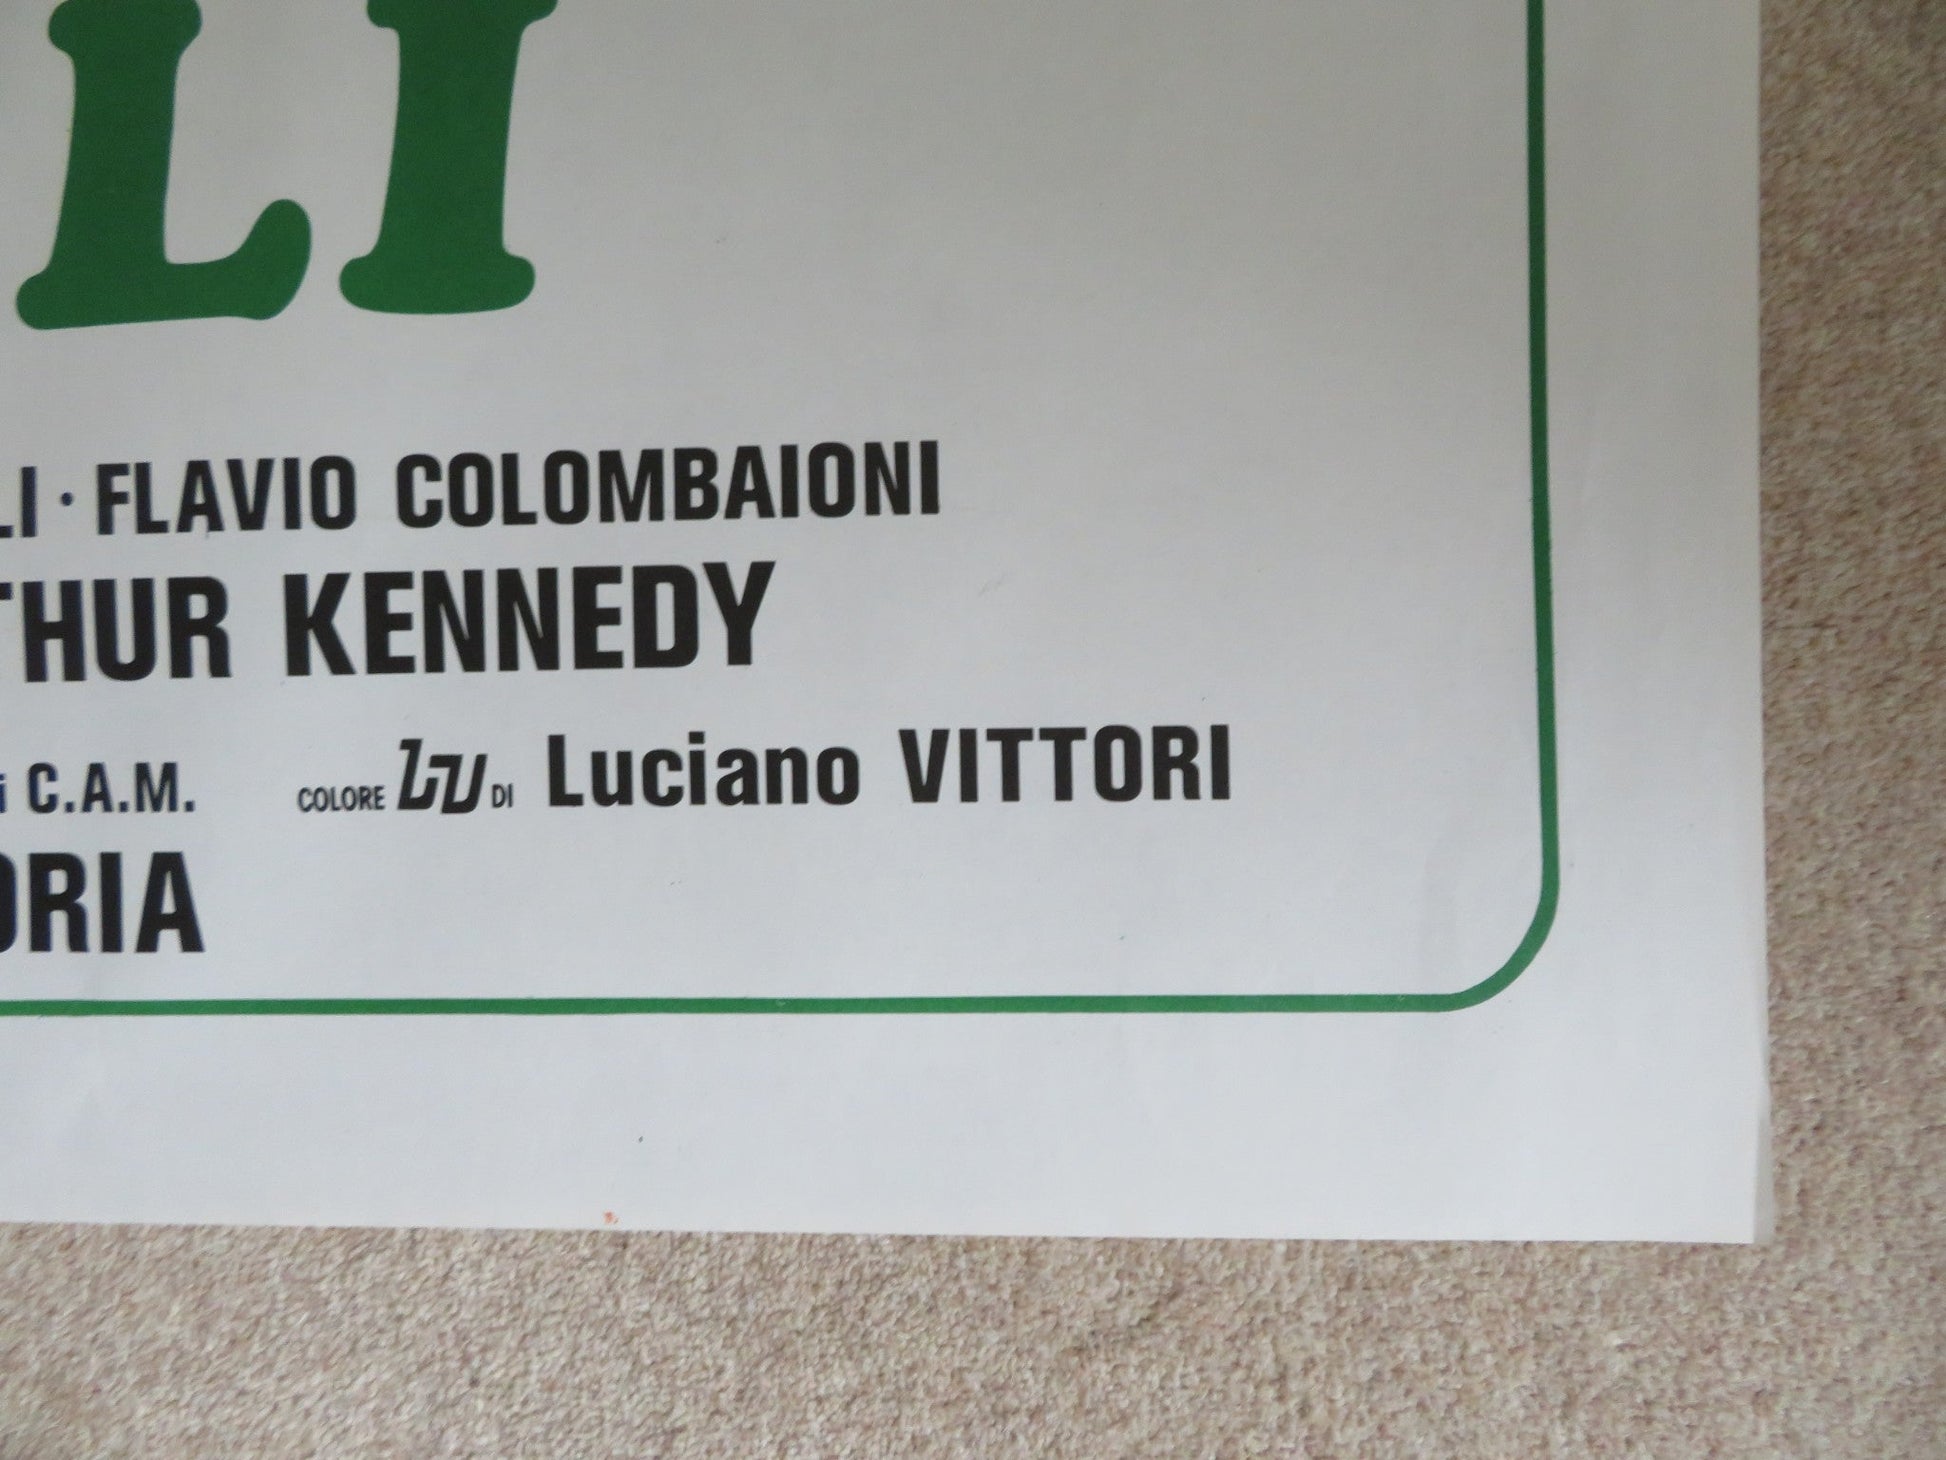 LI
LI · FLAVIO COLOMBAIONI
THUR KENNEDY
i C.A.M. COLORE LV DI Luciano VITTORI
ORIA